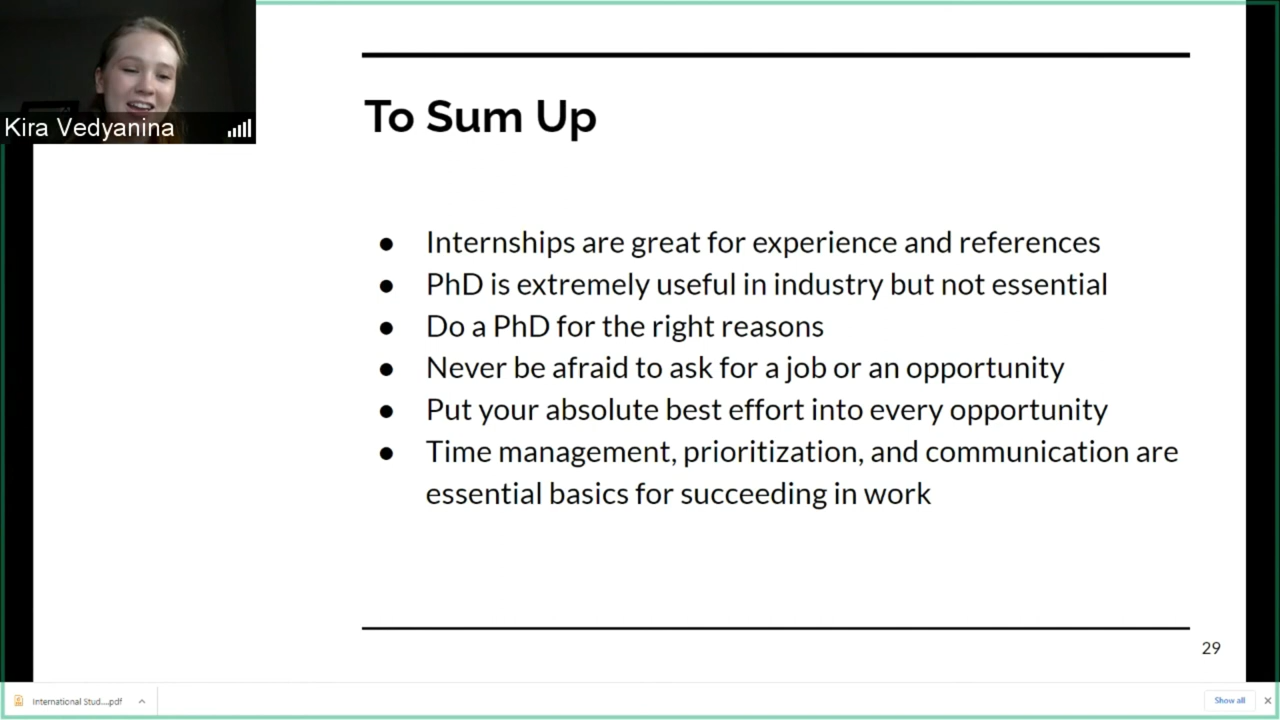 Kira Vedyanina
To Sum Up
● Internships are great for experience and references
● PhD is extremely useful in industry but not essential
● Do a PhD for the right reasons
● Never be afraid to ask for a job or an opportunity
● Put your absolute best effort into every opportunity
● Time management, prioritization, and communication are
essential basics for succeeding in work
29
International Stud....pdf
Show all